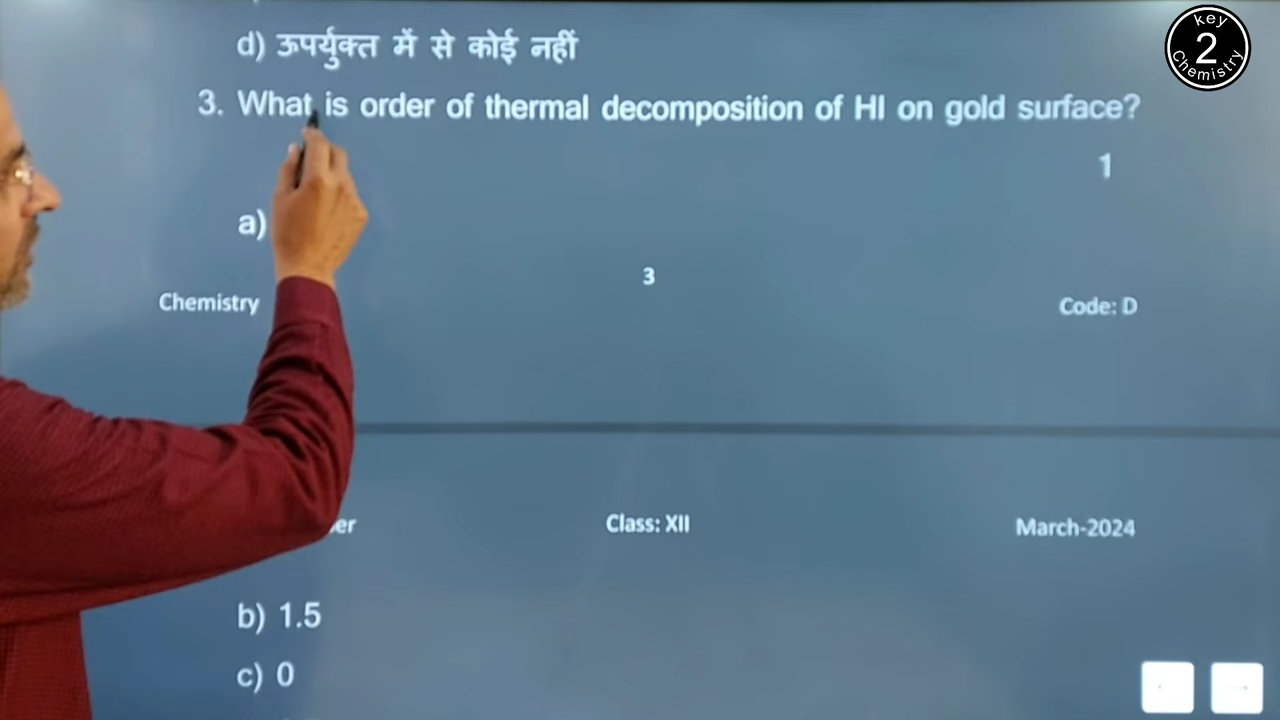 key
2
Chemistry
d) ऊपर्युक्त में से कोई नहीं
3. What is order of thermal decomposition of HI on gold surface?
1
a)
3
Chemistry
Code: D
er
Class: XII
March-2024
b) 1.5
c) 0